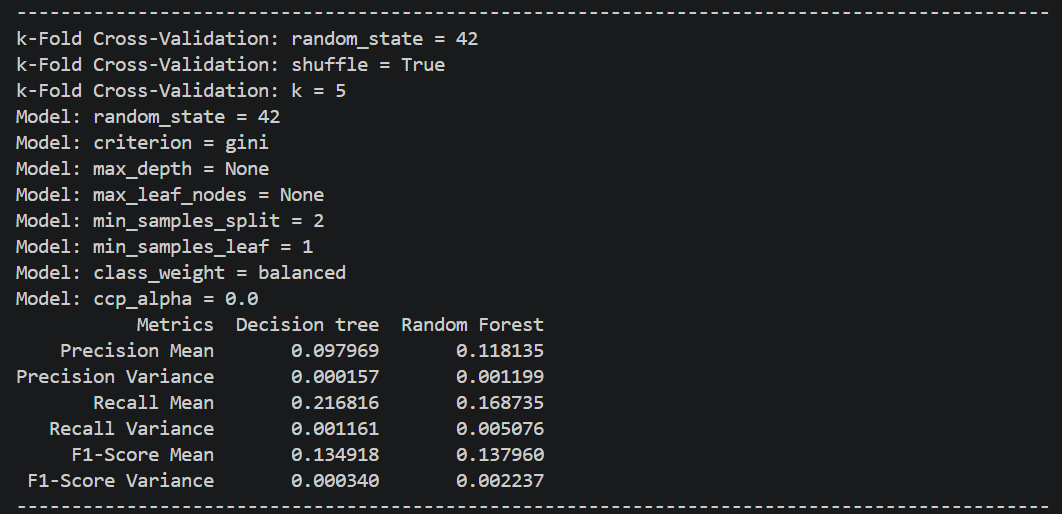 ----------------------------------------------------------------------------------------------
k-Fold Cross-Validation: random_state = 42
k-Fold Cross-Validation: shuffle = True
k-Fold Cross-Validation: k = 5
Model: random_state = 42
Model: criterion = gini
Model: max_depth = None
Model: max_leaf_nodes = None
Model: min_samples_split = 2
Model: min_samples_leaf = 1
Model: class_weight = balanced
Model: ccp_alpha = 0.0
           Metrics  Decision tree  Random Forest
    Precision Mean       0.097969       0.118135
Precision Variance       0.000157       0.001199
       Recall Mean       0.216816       0.168735
   Recall Variance       0.001161       0.005076
     F1-Score Mean       0.134918       0.137960
 F1-Score Variance       0.000340       0.002237
----------------------------------------------------------------------------------------------